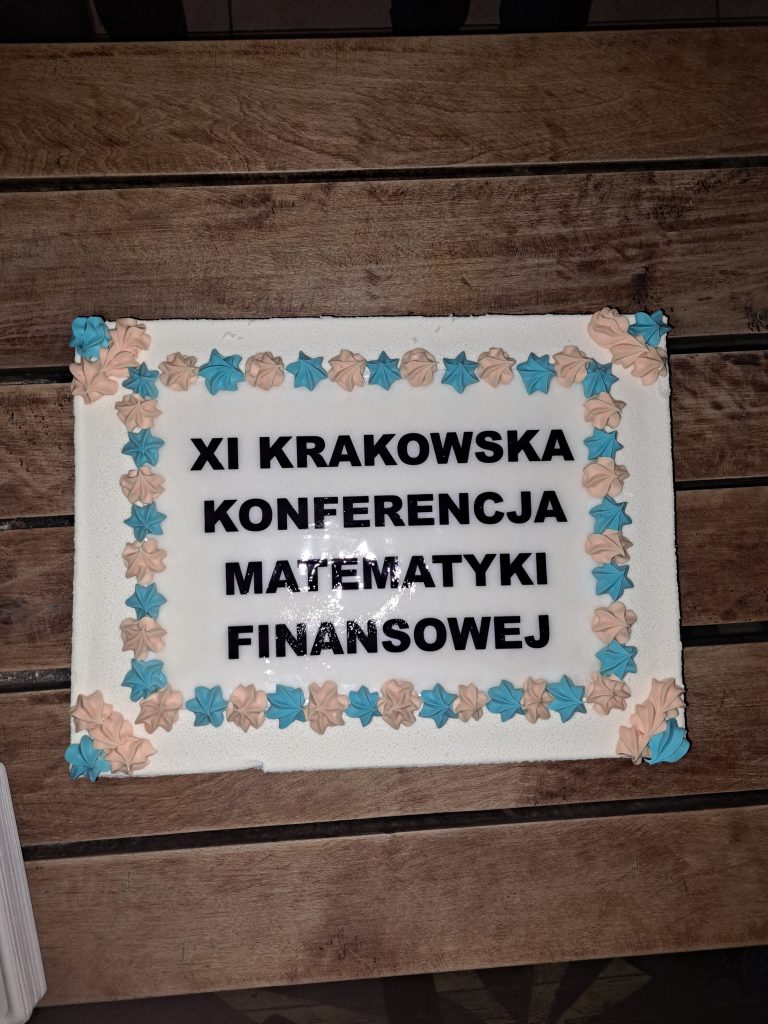 XI KRAKOWSKA
KONFERENCJA
MATEMATYKI
FINANSOWEJ